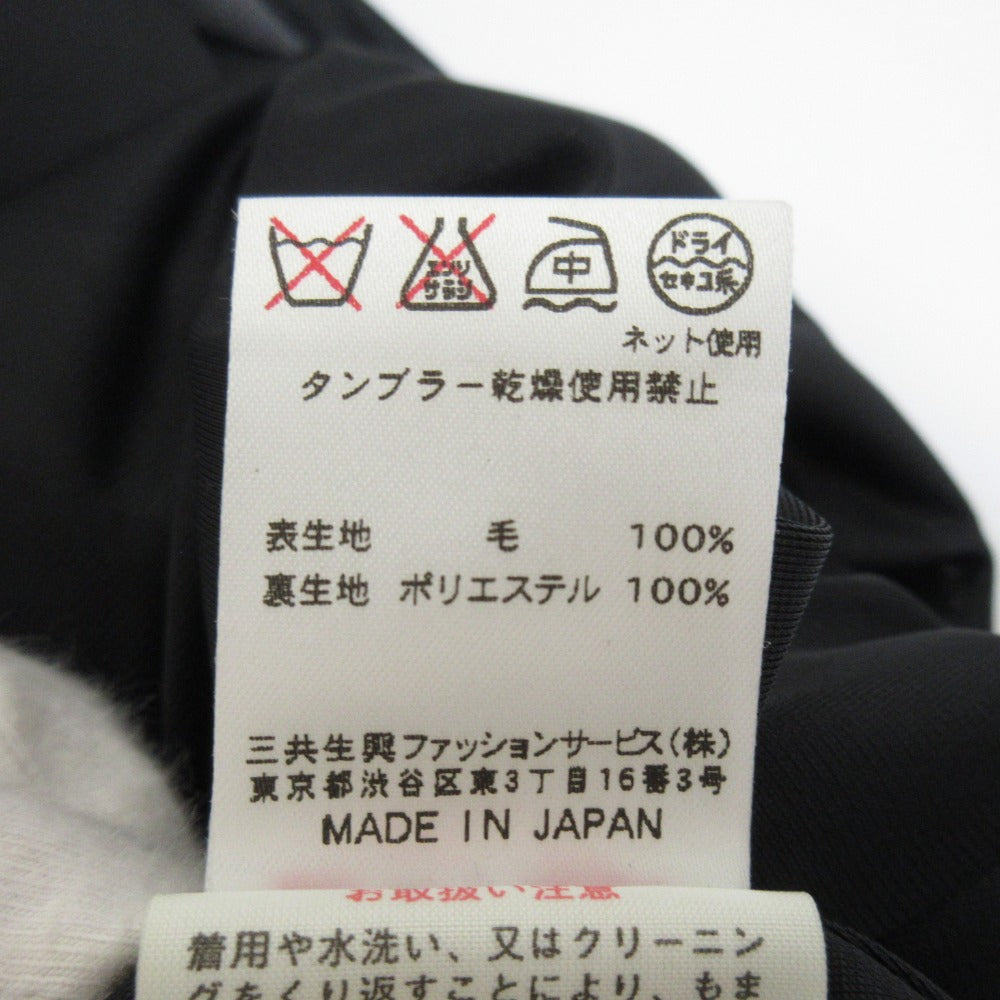 エンソ
サラシ
中
ドライ
セキユ系
ネット使用
タンブラー乾燥使用禁止
表生地 毛 100%
裏生地 ポリエステル 100%
三共生興ファッションサービス(株)
東京都渋谷区東3丁目16番3号
MADE IN JAPAN
お取扱い注意
着用や水洗い、又はクリーニン
グをくり返すことにより、もま